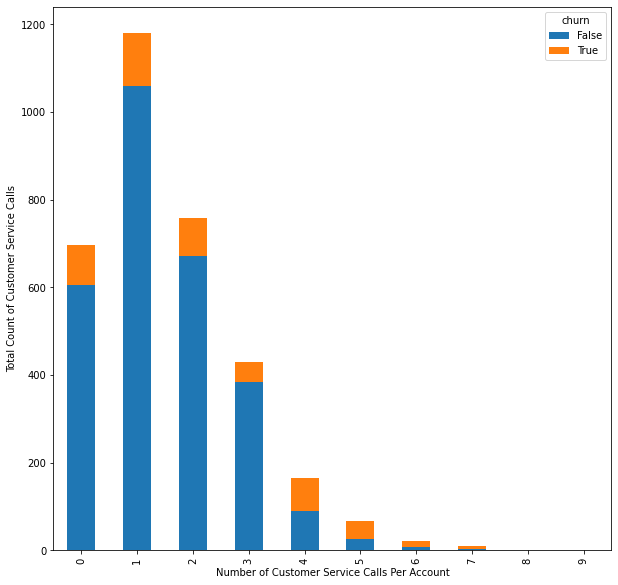 churn
False
True
1200
1000
800
600
400
200
0
Total Count of Customer Service Calls
0 1 2 3 4 5 6 7 8 9
Number of Customer Service Calls Per Account